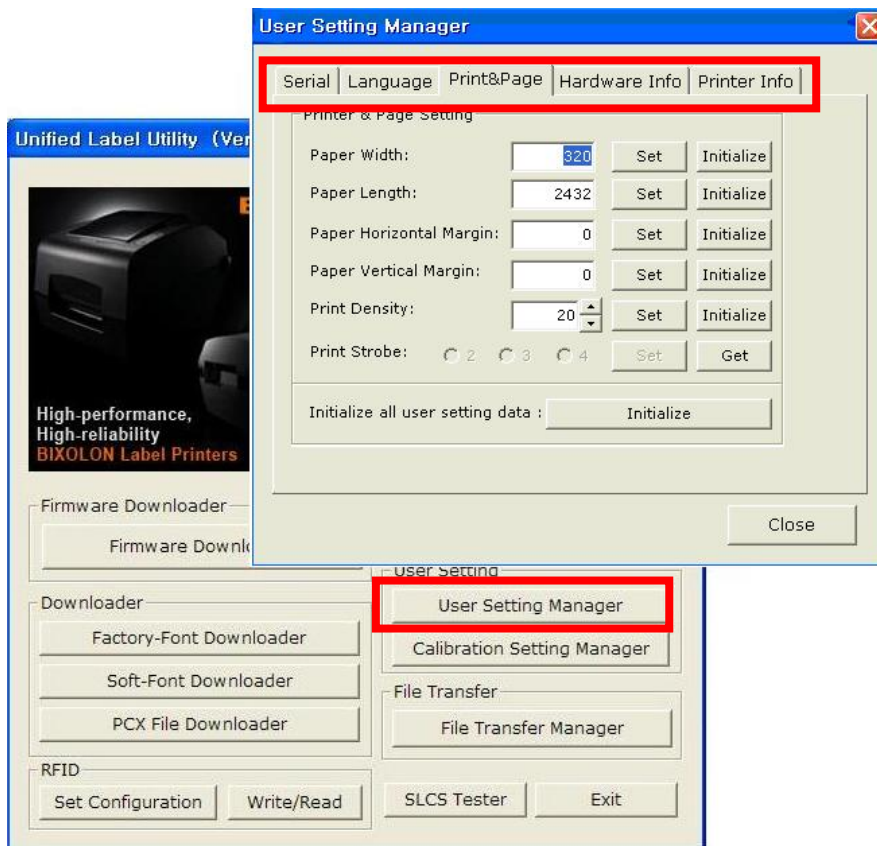 User Setting Manager
Serial Language Print&Page Hardware Info Printer Info
Printer & Page Setting
Paper Width: 320 Set Initialize
Paper Length: 2432 Set Initialize
Paper Horizontal Margin: 0 Set Initialize
Paper Vertical Margin: 0 Set Initialize
Print Density: 20 Set Initialize
Print Strobe: 2 3 4 Set Get
Initialize all user setting data : Initialize
Close
Unified Label Utility (Ver
High-performance,
High-reliability
BIXOLON Label Printers
Firmware Downloader
Firmware Downl
Downloader
Factory-Font Downloader
Soft-Font Downloader
PCX File Downloader
RFID
Set Configuration Write/Read
User Setting
User Setting Manager
Calibration Setting Manager
File Transfer
File Transfer Manager
SLCS Tester Exit